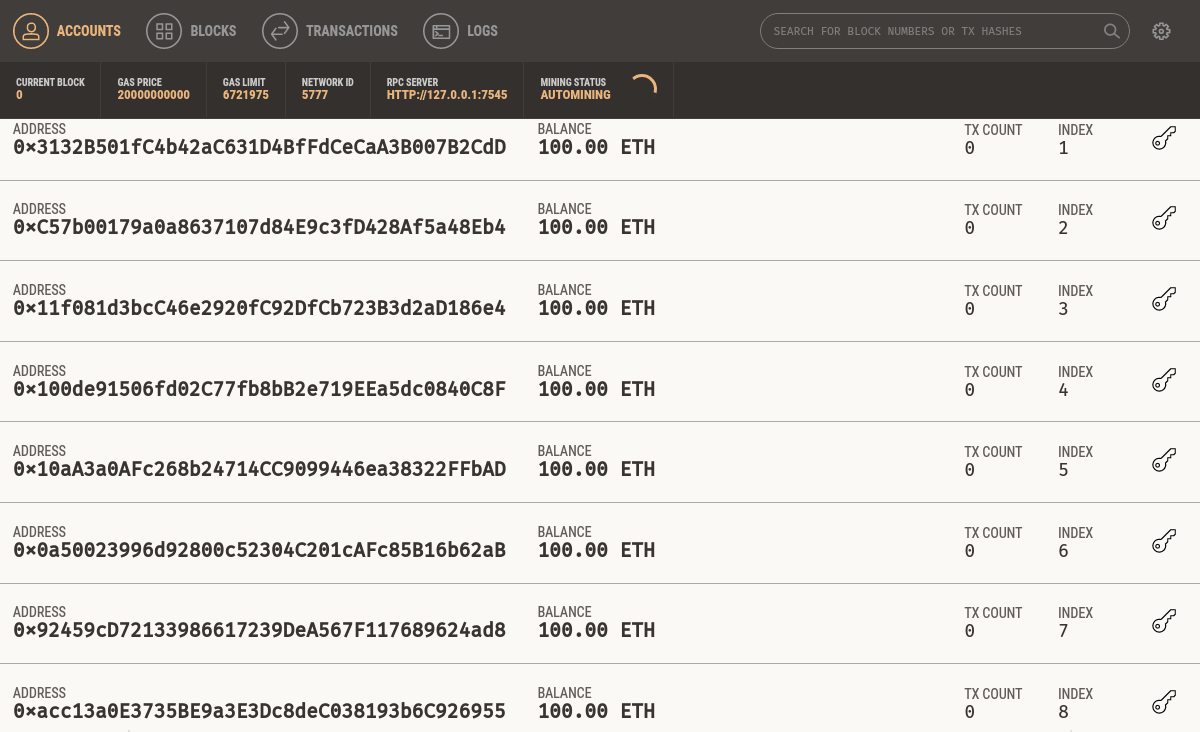 ACCOUNTS BLOCKS TRANSACTIONS LOGS SEARCH FOR BLOCK NUMBERS OR TX HASHES
CURRENT BLOCK GAS PRICE GAS LIMIT NETWORK ID RPC SERVER MINING STATUS
0 20000000000 6721975 5777 HTTP://127.0.0.1:7545 AUTOMINING
ADDRESS BALANCE TX COUNT INDEX
0×3132B501fC4b42aC631D4BfFdCeCaA3B007B2CdD 100.00 ETH 0 1
ADDRESS BALANCE TX COUNT INDEX
0×C57b00179a0a8637107d84E9c3fD428Af5a48Eb4 100.00 ETH 0 2
ADDRESS BALANCE TX COUNT INDEX
0×11f081d3bcC46e2920fC92DfCb723B3d2aD186e4 100.00 ETH 0 3
ADDRESS BALANCE TX COUNT INDEX
0×100de91506fd02C77fb8bB2e719EEa5dc0840C8F 100.00 ETH 0 4
ADDRESS BALANCE TX COUNT INDEX
0×10aA3a0AFc268b24714CC9099446ea38322FFbAD 100.00 ETH 0 5
ADDRESS BALANCE TX COUNT INDEX
0×0a50023996d92800c52304C201cAFc85B16b62aB 100.00 ETH 0 6
ADDRESS BALANCE TX COUNT INDEX
0×92459cD72133986617239DeA567F117689624ad8 100.00 ETH 0 7
ADDRESS BALANCE TX COUNT INDEX
0×acc13a0E3735BE9a3E3Dc8deC038193b6C926955 100.00 ETH 0 8